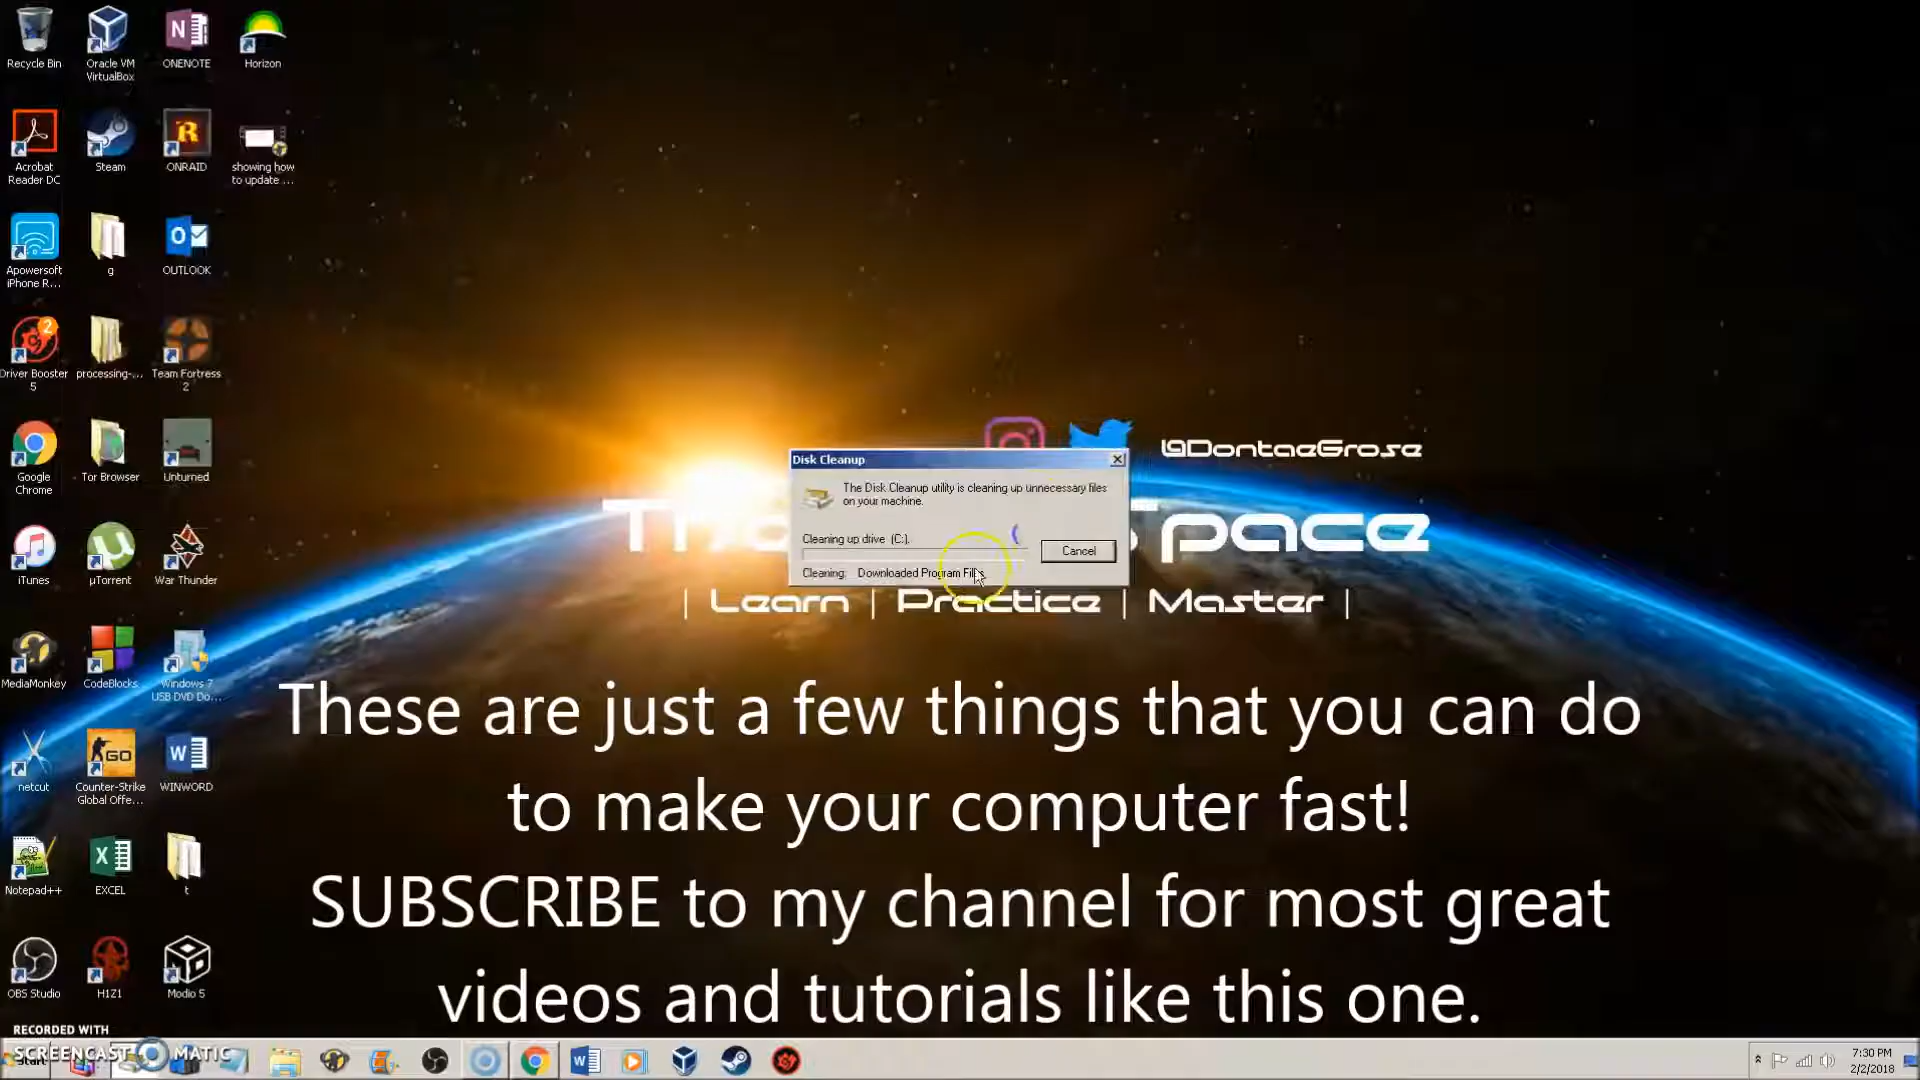 Recycle Bin
Oracle VM
VirtualBox
ONENOTE
Horizon
Acrobat
Reader DC
Steam
ONRAID
showing how
to update ...
Apowersoft
iPhone R...
g
OUTLOOK
2
Driver Booster
5
processing-...
Team Fortress
2
Google
Chrome
Tor Browser
Unturned
iTunes
µTorrent
War Thunder
MediaMonkey
CodeBlocks
Windows 7
USB DVD Do...
netcut
GO
Counter-Strike
Global Offe...
WINWORD
Notepad++
EXCEL
t
OBS Studio
H1Z1
Modio 5
@DontaeGrose
Disk Cleanup
The Disk Cleanup utility is cleaning up unnecessary files
on your machine.
Cleaning up drive (C:).
Cancel
Cleaning: Downloaded Program Files
Space
| Learn | Practice | Master |
These are just a few things that you can do
to make your computer fast!
SUBSCRIBE to my channel for most great
videos and tutorials like this one.
RECORDED WITH
SCREENCAST MATIC
Start
7:30 PM
2/2/2018